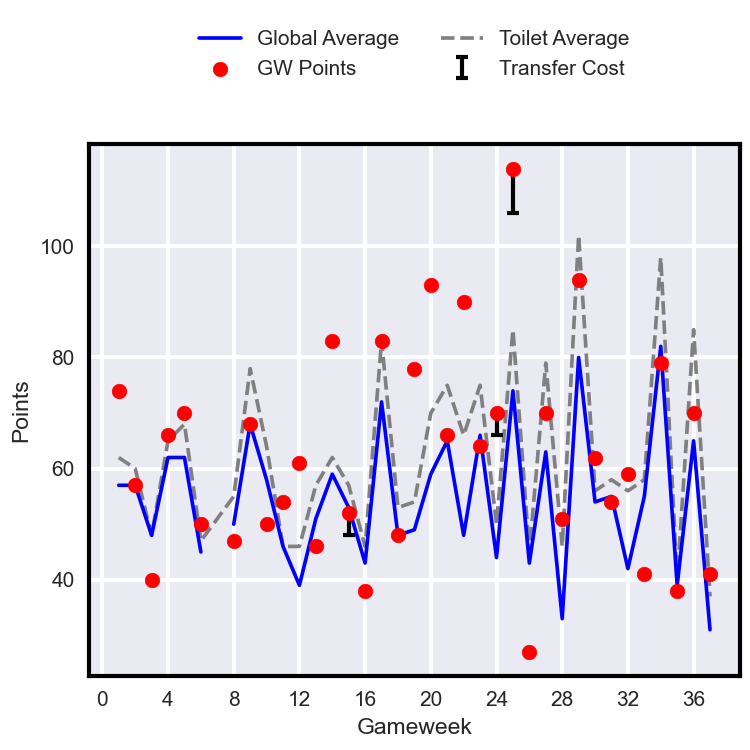 Global Average
Toilet Average
GW Points
Transfer Cost
100
80
60
40
Points
0 4 8 12 16 20 24 28 32 36
Gameweek